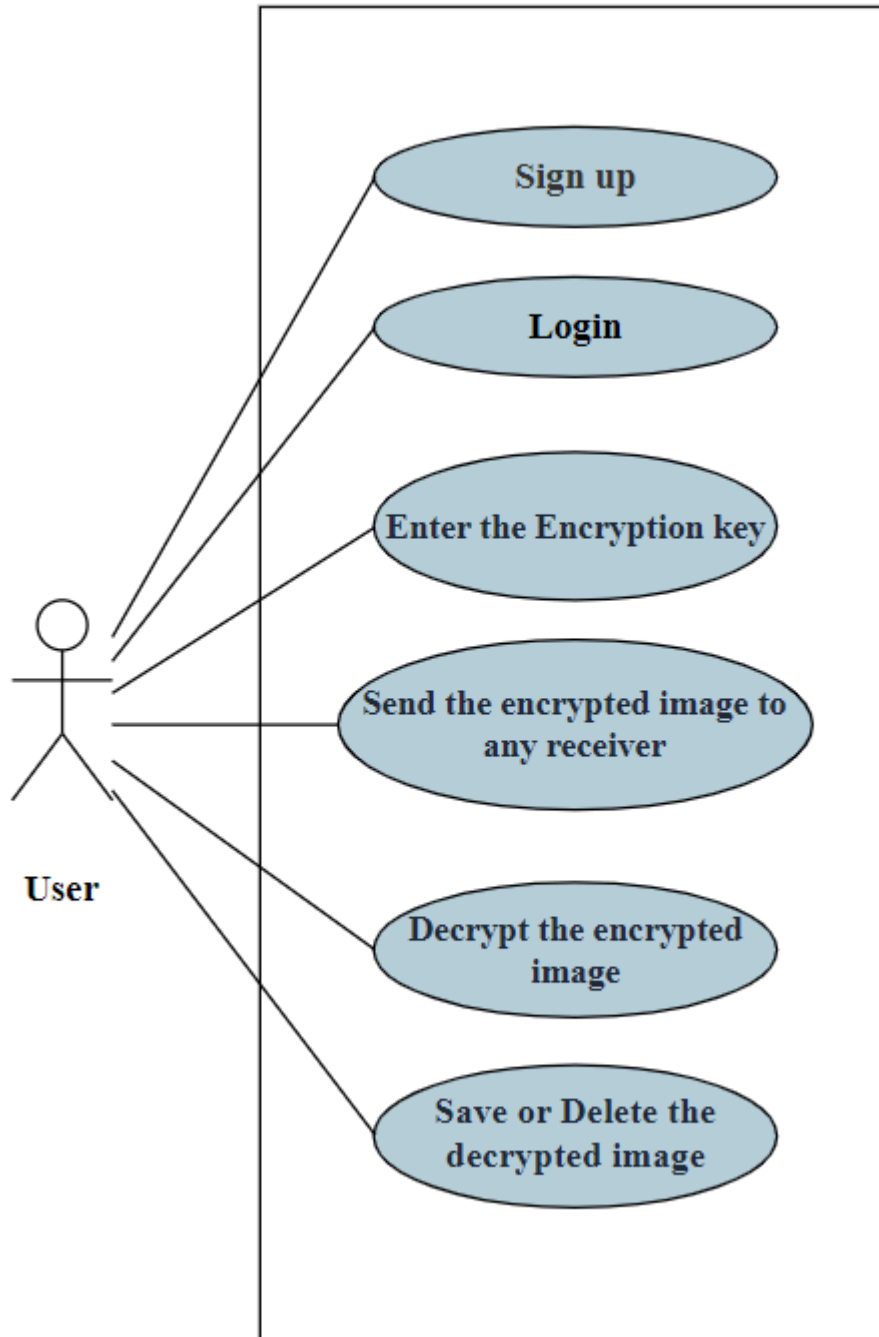 Sign up
Login
Enter the Encryption key
Send the encrypted image to
any receiver
User
Decrypt the encrypted
image
Save or Delete the
decrypted image